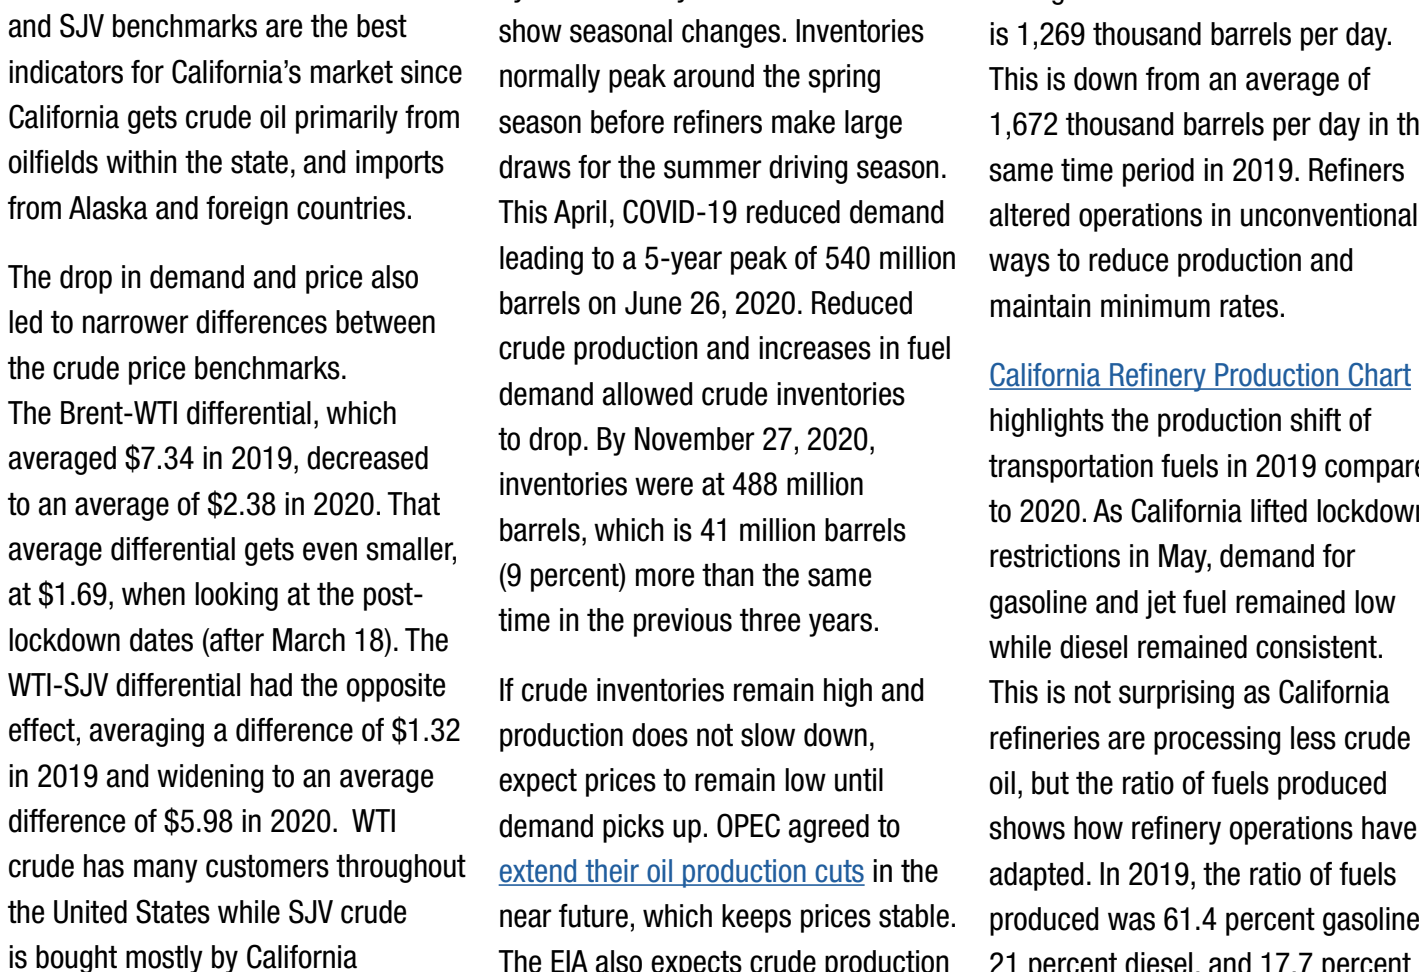 and SJV benchmarks are the best
indicators for California's market since
California gets crude oil primarily from
oilfields within the state, and imports
from Alaska and foreign countries.
The drop in demand and price also
led to narrower differences between
the crude price benchmarks.
The Brent-WTI differential, which
averaged $7.34 in 2019, decreased
to an average of $2.38 in 2020. That
average differential gets even smaller,
at $1.69, when looking at the post-
lockdown dates (after March 18). The
WTI-SJV differential had the opposite
effect, averaging a difference of $1.32
in 2019 and widening to an average
difference of $5.98 in 2020.  WTI
crude has many customers throughout
the United States while SJV crude
is bought mostly by California
show seasonal changes. Inventories
normally peak around the spring
season before refiners make large
draws for the summer driving season.
This April, COVID-19 reduced demand
leading to a 5-year peak of 540 million
barrels on June 26, 2020. Reduced
crude production and increases in fuel
demand allowed crude inventories
to drop. By November 27, 2020,
inventories were at 488 million
barrels, which is 41 million barrels
(9 percent) more than the same
time in the previous three years.
If crude inventories remain high and
production does not slow down,
expect prices to remain low until
demand picks up. OPEC agreed to
extend their oil production cuts in the
near future, which keeps prices stable.
The EIA also expects crude production
is 1,269 thousand barrels per day.
This is down from an average of
1,672 thousand barrels per day in th
same time period in 2019. Refiners
altered operations in unconventional
ways to reduce production and
maintain minimum rates.
California Refinery Production Chart
highlights the production shift of
transportation fuels in 2019 compare
to 2020. As California lifted lockdown
restrictions in May, demand for
gasoline and jet fuel remained low
while diesel remained consistent.
This is not surprising as California
refineries are processing less crude
oil, but the ratio of fuels produced
shows how refinery operations have
adapted. In 2019, the ratio of fuels
produced was 61.4 percent gasoline
21 percent diesel, and 17.7 percent